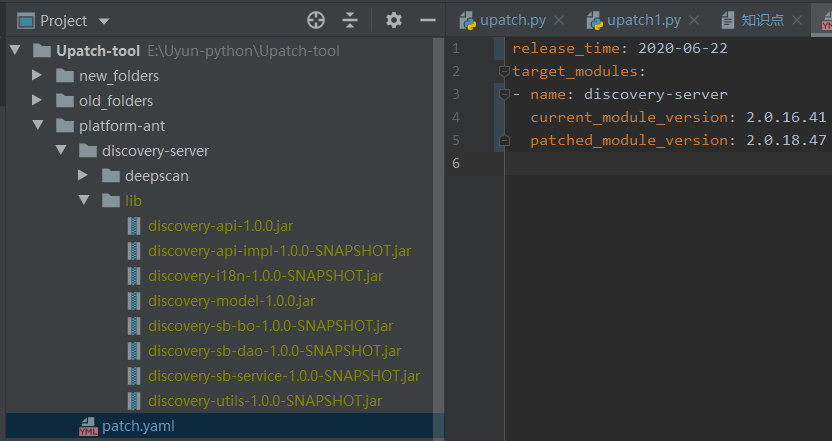 Project
Upatch-tool E:\Uyun-python\Upatch-tool
new_folders
old_folders
platform-ant
discovery-server
deepscan
lib
discovery-api-1.0.0.jar
discovery-api-impl-1.0.0-SNAPSHOT.jar
discovery-i18n-1.0.0-SNAPSHOT.jar
discovery-model-1.0.0.jar
discovery-sb-bo-1.0.0-SNAPSHOT.jar
discovery-sb-dao-1.0.0-SNAPSHOT.jar
discovery-sb-service-1.0.0-SNAPSHOT.jar
discovery-utils-1.0.0-SNAPSHOT.jar
YML patch.yaml
upatch.py upatch1.py 知识点
1 release_time: 2020-06-22
2 target_modules:
3 - name: discovery-server
4 current_module_version: 2.0.16.41
5 patched_module_version: 2.0.18.47
6